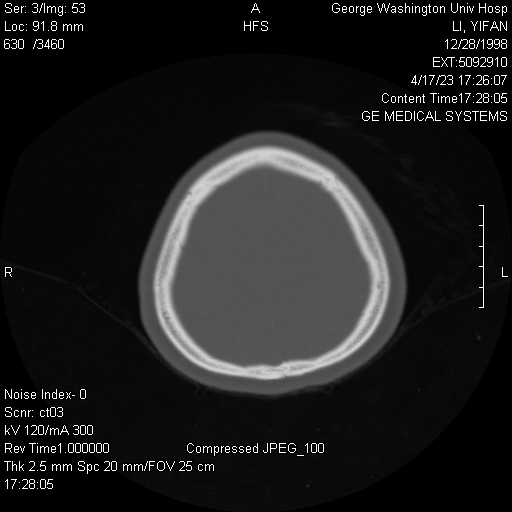 Ser: 3/Img: 53
Loc: 91.8 mm
630 /3460
A
HFS
George Washington Univ Hosp
LI, YIFAN
12/28/1998
EXT:5092910
4/17/23 17:26:07
Content Time17:28:05
GE MEDICAL SYSTEMS
R
L
Noise Index- 0
Scnr: ct03
kV 120/mA 300
Rev Time1.000000
Thk 2.5 mm Spc 20 mm/FOV 25 cm
17:28:05
Compressed JPEG_100